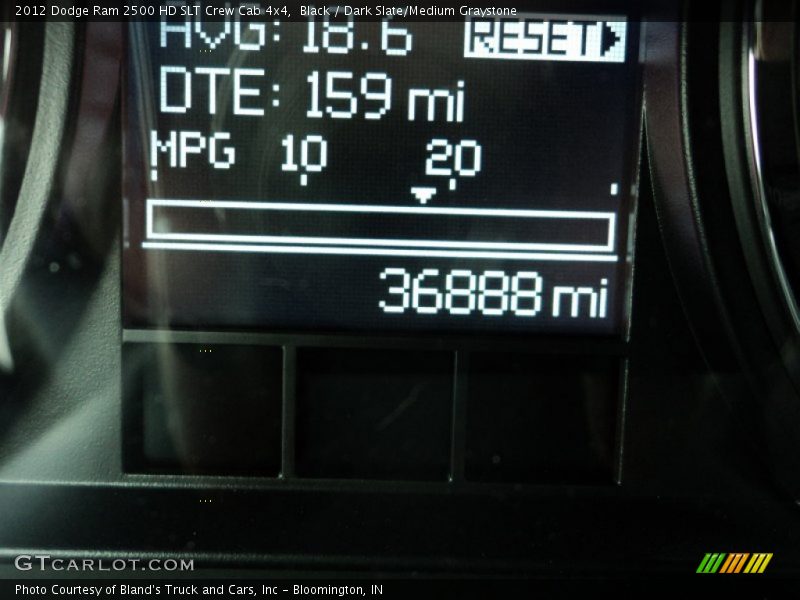 2012 Dodge Ram 2500 HD SLT Crew Cab 4x4,  Black / Dark Slate/Medium Graystone
AVG: 18.6 RESET
DTE: 159 mi
MPG 10 20
36888 mi
GTCARLOT.COM
Photo Courtesy of Bland's Truck and Cars, Inc - Bloomington, IN